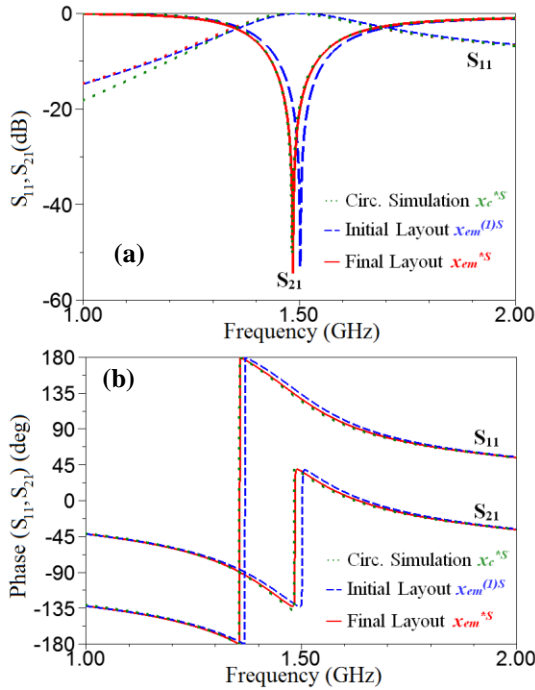 0
-20
-40
-60
S11, S21(dB)
S11
Circ. Simulation xc*S
Initial Layout xem(1)S
Final Layout xem*S
(a)
S21
1.00 1.50 2.00
Frequency (GHz)
180
135
90
45
0
-45
-90
-135
-180
Phase (S11, S21) (deg)
(b)
S11
S21
Circ. Simulation xc*S
Initial Layout xem(1)S
Final Layout xem*S
1.00 1.50 2.00
Frequency (GHz)